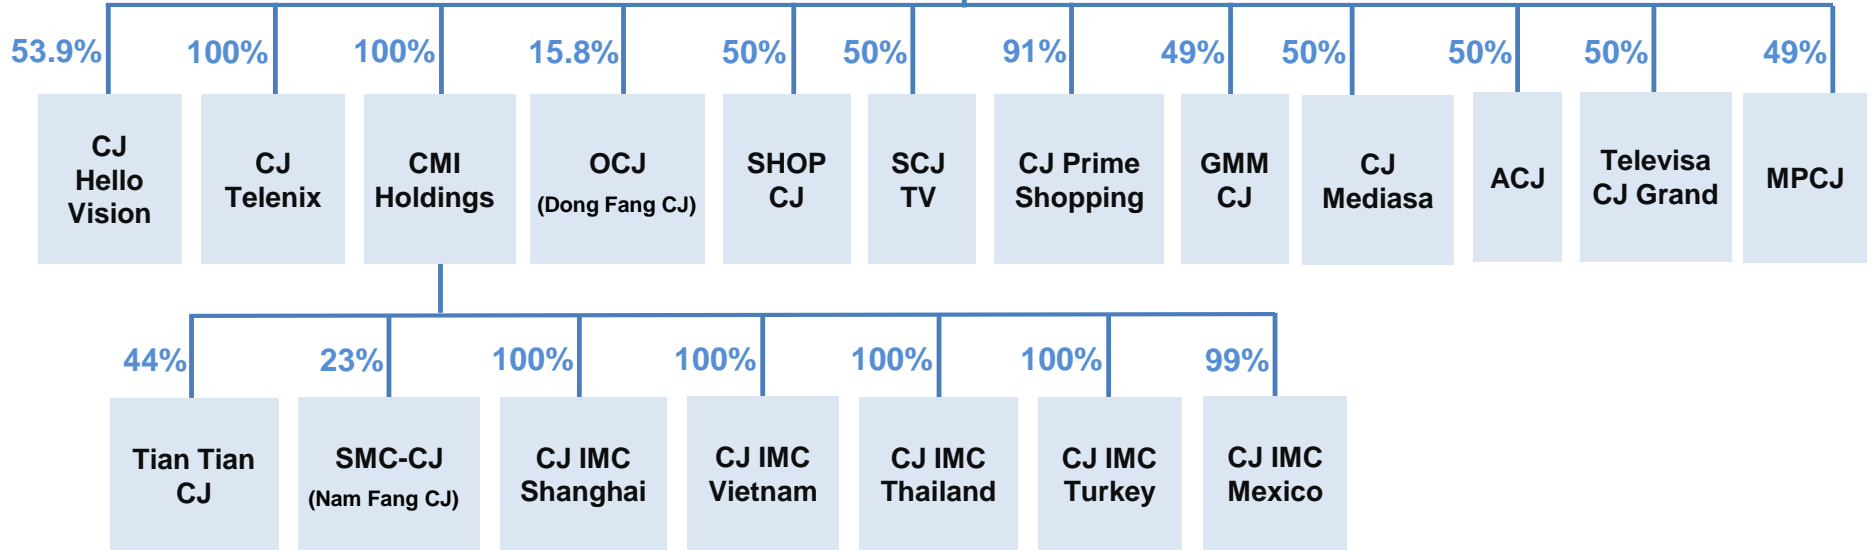 53.9%
100%
100%
15.8%
50%
50%
91%
49%
50%
50%
50%
49%
CJ
Hello
Vision
CJ
Telenix
CMI
Holdings
OCJ
(Dong Fang CJ)
SHOP
CJ
SCJ
TV
CJ Prime
Shopping
GMM
CJ
CJ
Mediasa
ACJ
Televisa
CJ Grand
MPCJ
44%
23%
100%
100%
100%
100%
99%
Tian Tian
CJ
SMC-CJ
(Nam Fang CJ)
CJ IMC
Shanghai
CJ IMC
Vietnam
CJ IMC
Thailand
CJ IMC
Turkey
CJ IMC
Mexico